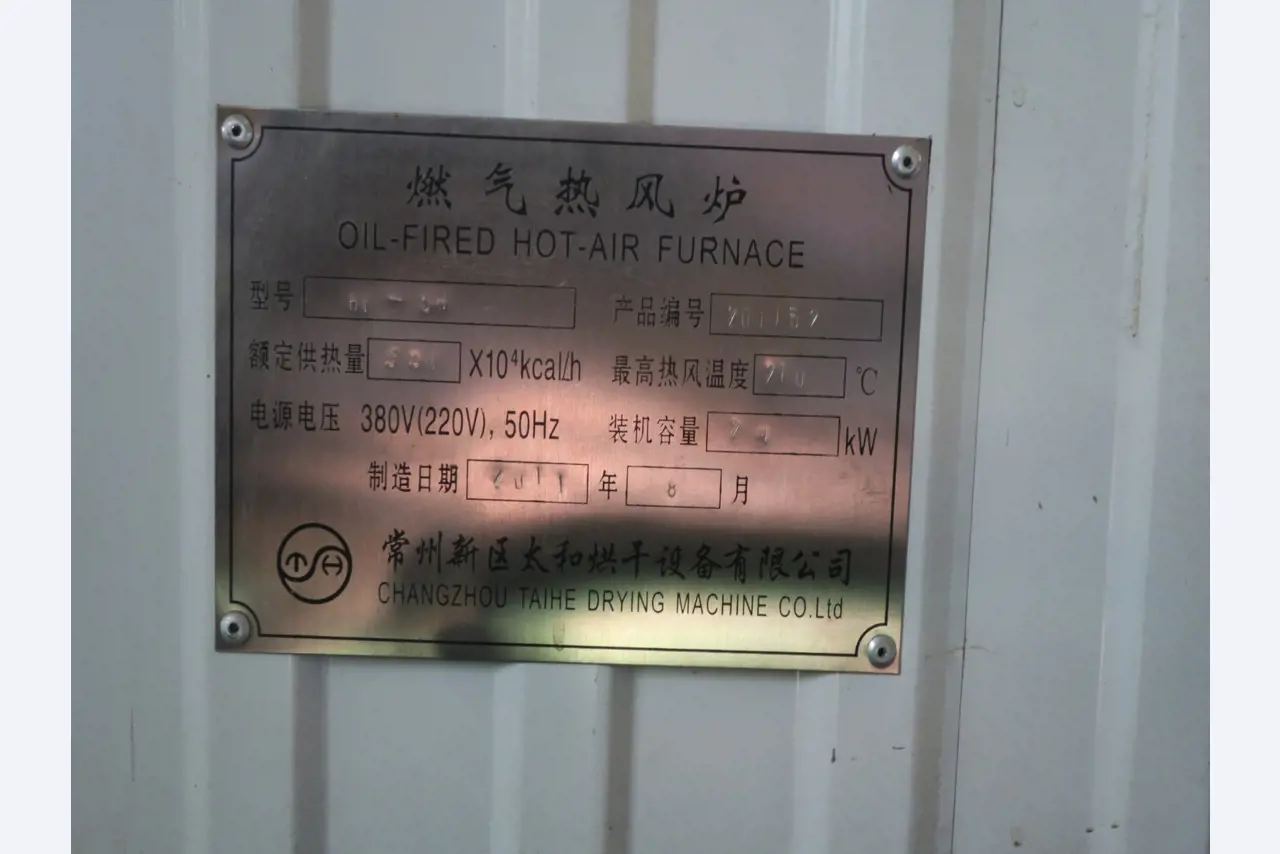 燃气热风炉
OIL-FIRED HOT-AIR FURNACE
型号 产品编号
额定供热量 X10⁴kcal/h 最高热风温度 ℃
电源电压 380V(220V), 50Hz 装机容量 kW
制造日期 2011 年 8 月
常州新区太和烘干设备有限公司
CHANGZHOU TAIHE DRYING MACHINE CO.Ltd